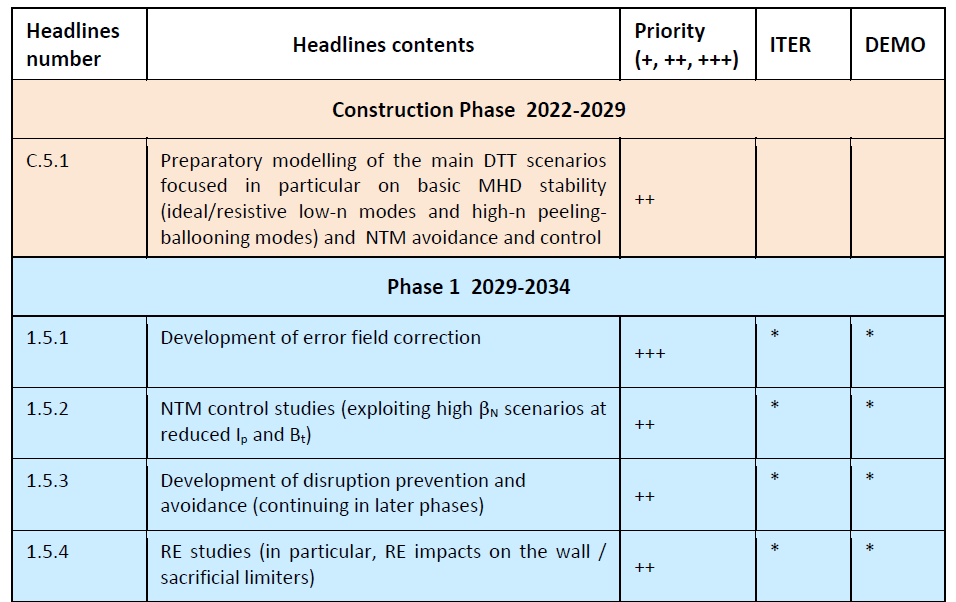 Headlines number
Headlines contents
Priority (+, ++, +++)
ITER
DEMO
Construction Phase 2022-2029
C.5.1
Preparatory modelling of the main DTT scenarios
focused in particular on basic MHD stability
(ideal/resistive low-n modes and high-n peeling-
ballooning modes) and NTM avoidance and control
++
Phase 1 2029-2034
1.5.1
Development of error field correction
+++
*
*
1.5.2
NTM control studies (exploiting high βN scenarios at
reduced Ip and Bt)
++
*
*
1.5.3
Development of disruption prevention and
avoidance (continuing in later phases)
++
*
*
1.5.4
RE studies (in particular, RE impacts on the wall /
sacrificial limiters)
++
*
*